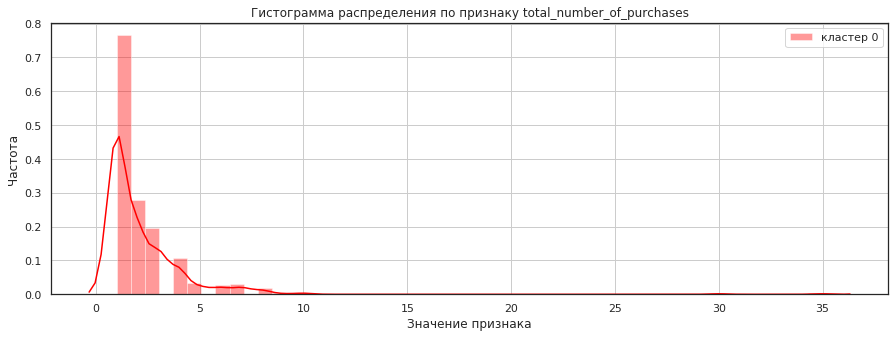 Гистограмма распределения по признаку total_number_of_purchases
кластер 0
Частота
0.8
0.7
0.6
0.5
0.4
0.3
0.2
0.1
0.0
0 5 10 15 20 25 30 35
Значение признака